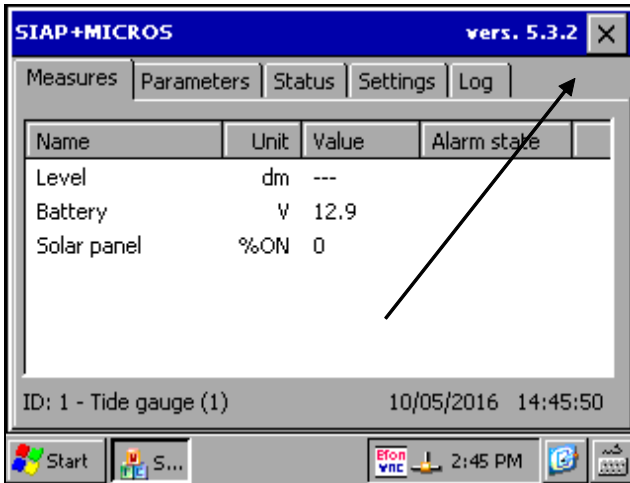 SIAP+MICROS vers. 5.3.2
Measures Parameters Status Settings Log
Name Unit Value Alarm state
Level dm ---
Battery V 12.9
Solar panel %ON 0
ID: 1 - Tide gauge (1) 10/05/2016 14:45:50
Start S... Efon VNC 2:45 PM